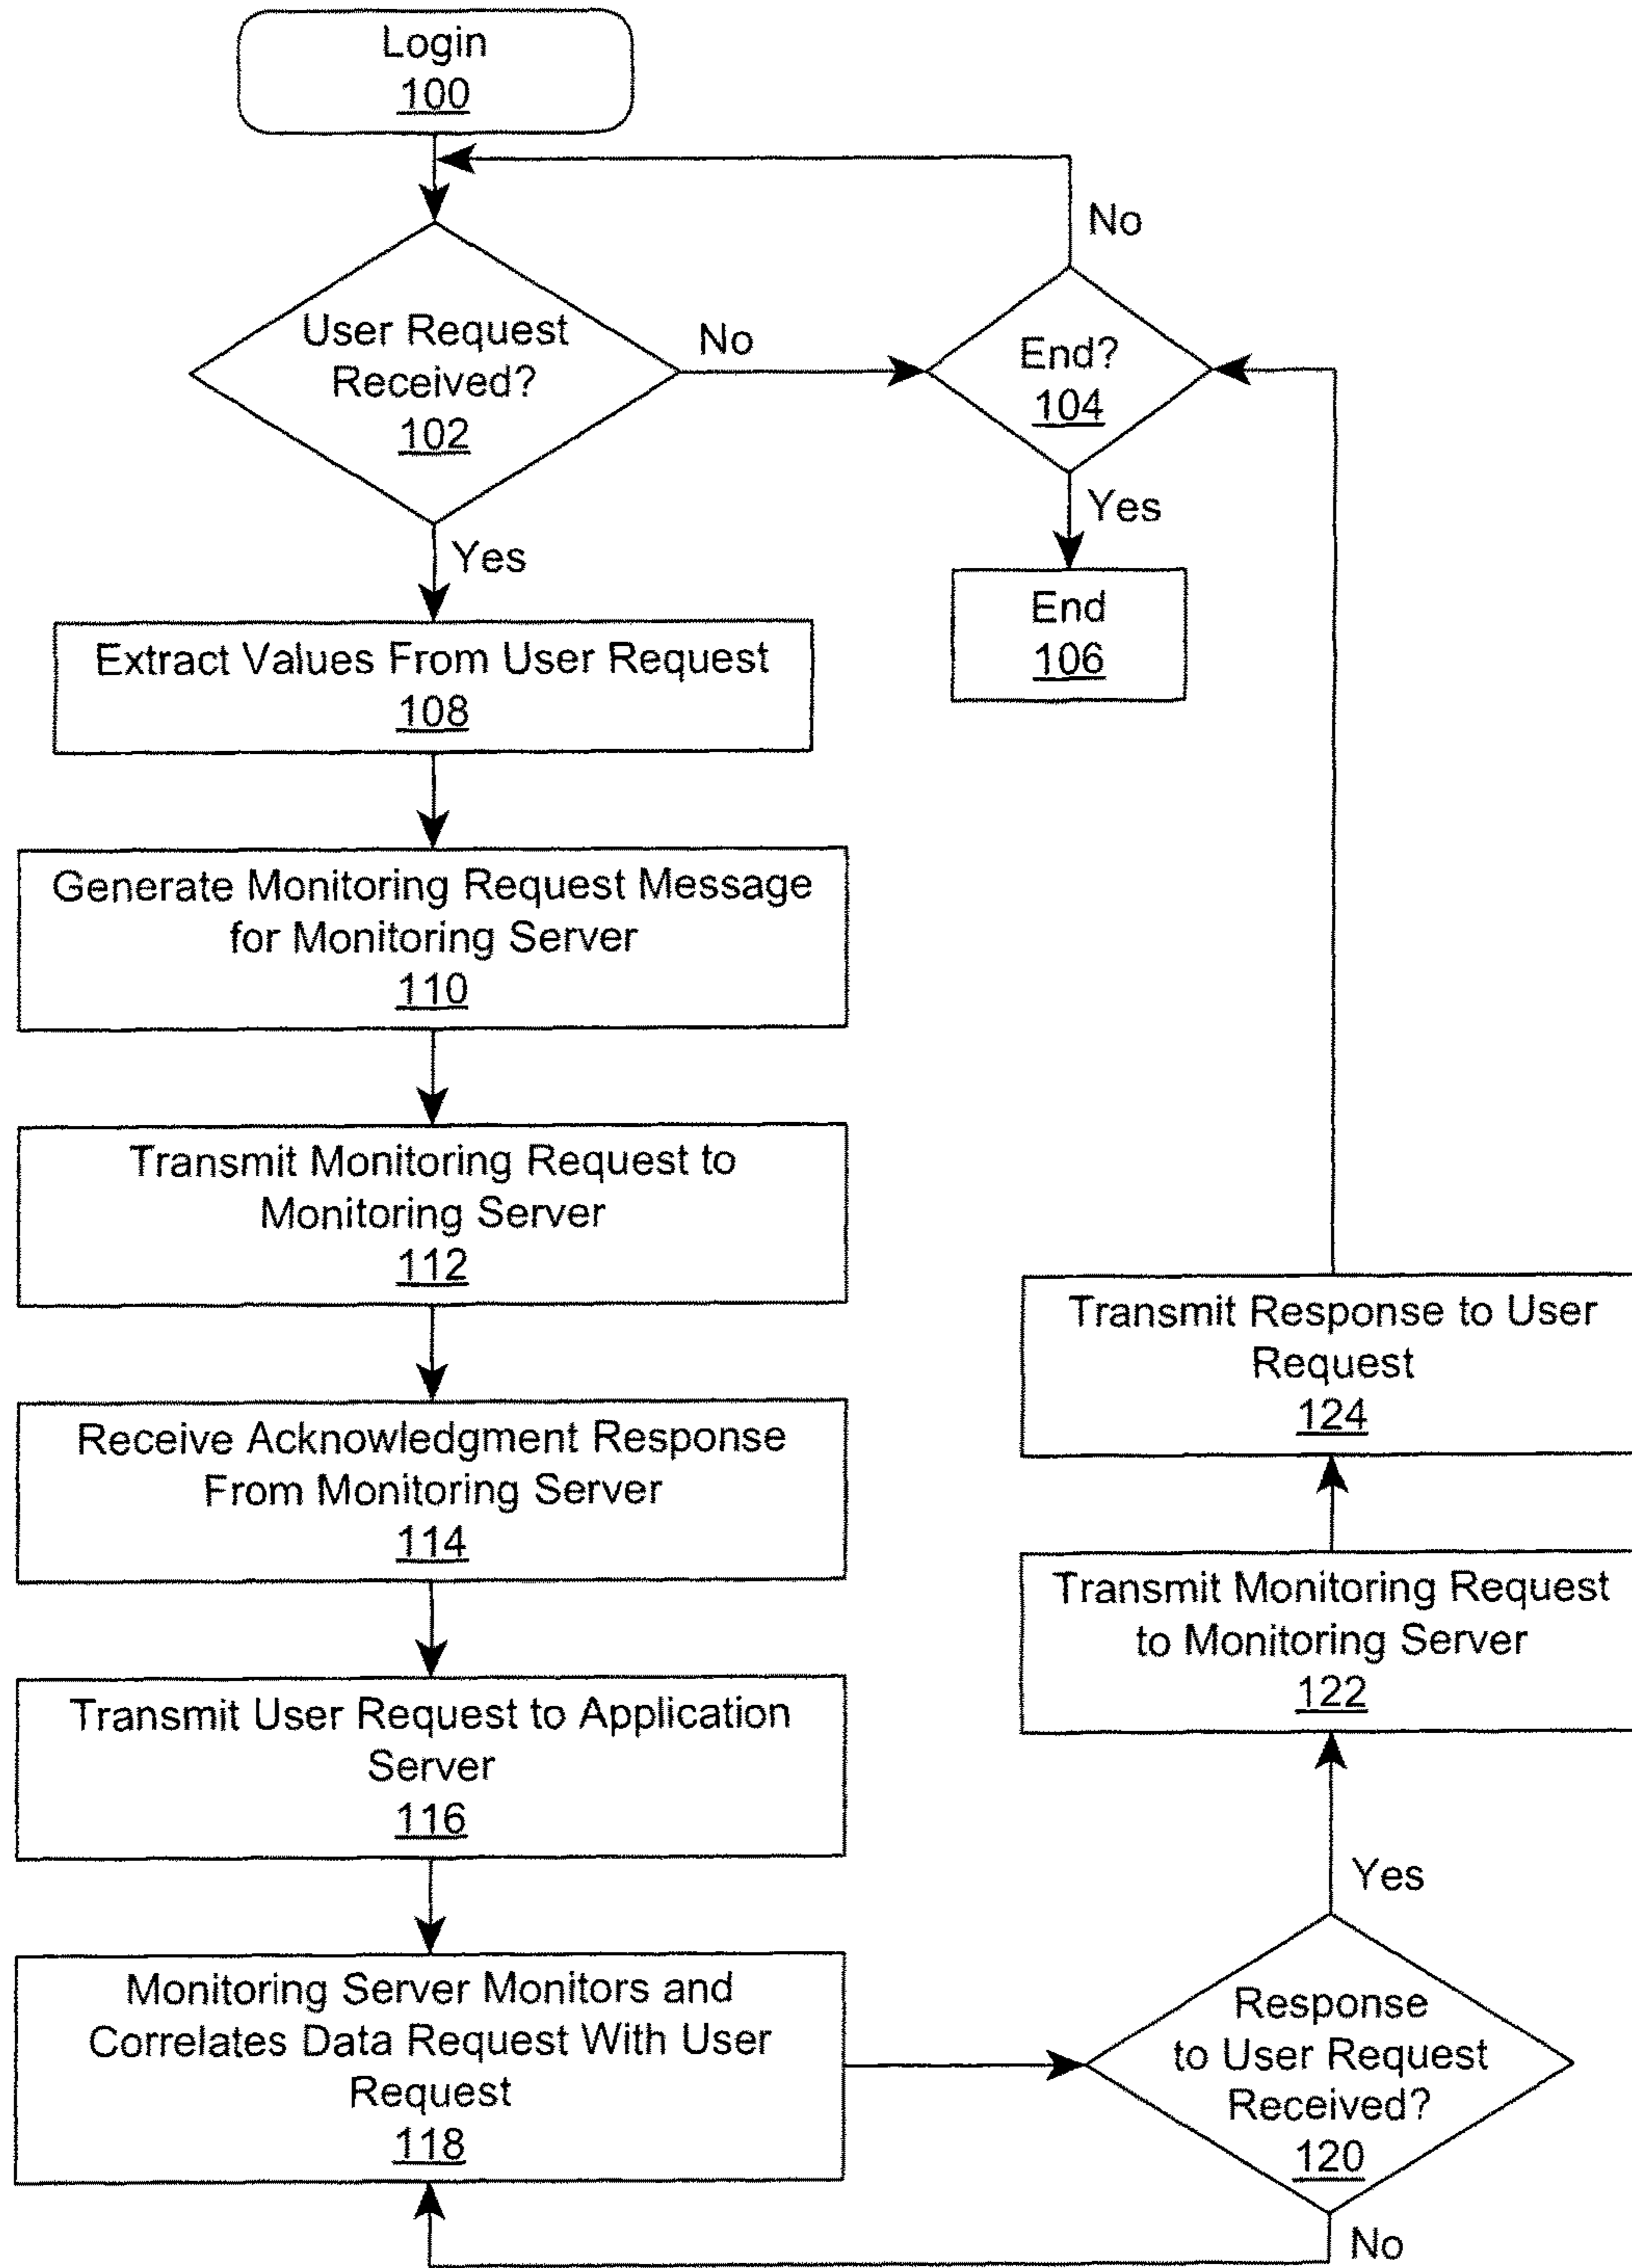 Login
100
No
User Request
Received?
102
No
End?
104
Yes
Yes
End
106
Extract Values From User Request
108
Generate Monitoring Request Message
for Monitoring Server
110
Transmit Monitoring Request to
Monitoring Server
112
Receive Acknowledgment Response
From Monitoring Server
114
Transmit User Request to Application
Server
116
Monitoring Server Monitors and
Correlates Data Request With User
Request
118
Response
to User Request
Received?
120
No
Yes
Transmit Monitoring Request
to Monitoring Server
122
Transmit Response to User
Request
124